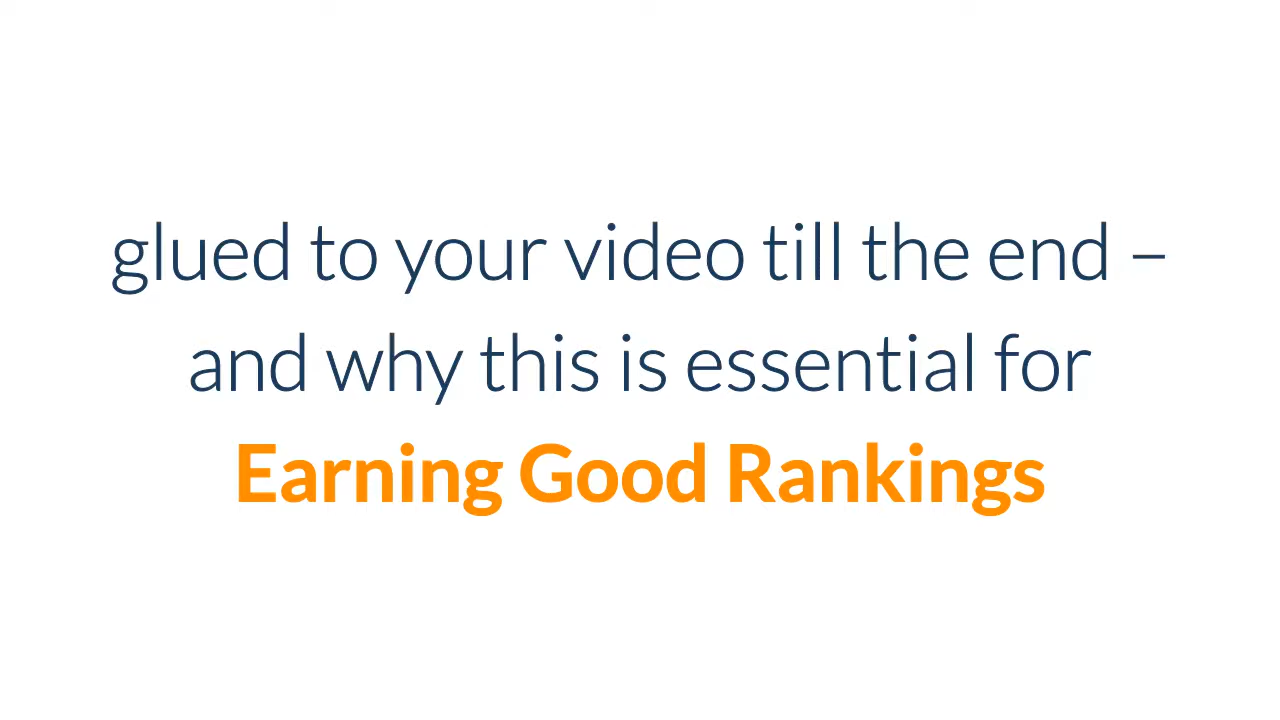 glued to your video till the end –
and why this is essential for
Earning Good Rankings